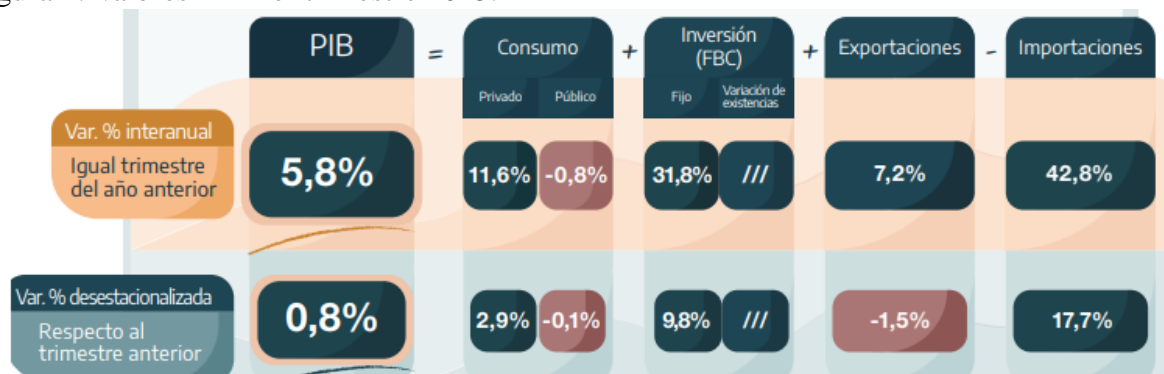 PIB = Consumo + Inversión (FBC) + Exportaciones - Importaciones
Privado Público Fijo Variación de existencias
Var. % interanual
Igual trimestre
del año anterior
5,8% 11,6% -0,8% 31,8% /// 7,2% 42,8%
Var. % desestacionalizada
Respecto al
trimestre anterior
0,8% 2,9% -0,1% 9,8% /// -1,5% 17,7%